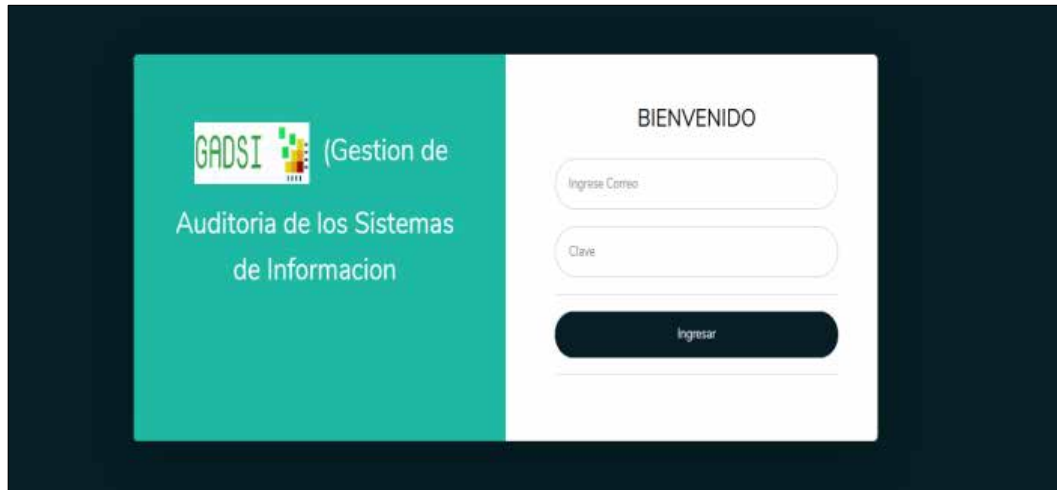 GADSI (Gestion de
Auditoria de los Sistemas
de Informacion
BIENVENIDO
Ingrese Correo
Clave
Ingresar